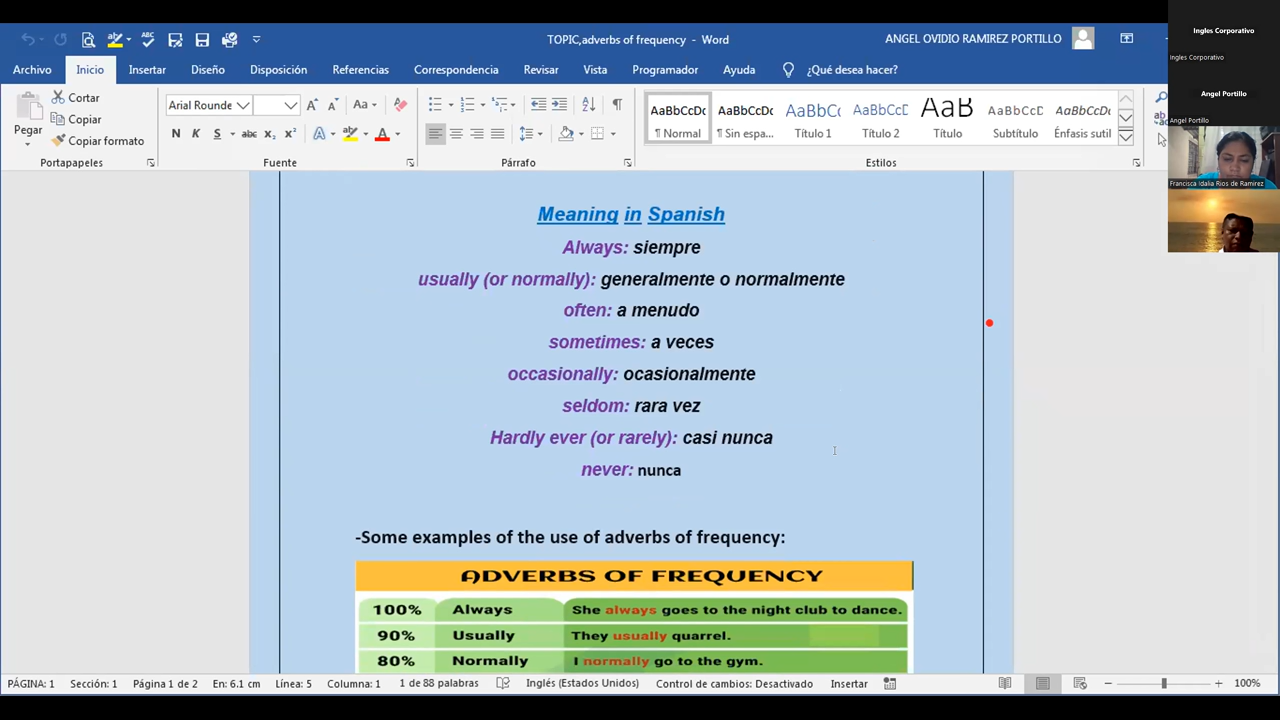 TOPIC,adverbs of frequency - Word
ANGEL OVIDIO RAMIREZ PORTILLO
Archivo Inicio Insertar Diseño Disposición Referencias Correspondencia Revisar Vista Programador Ayuda ¿Qué desea hacer?
Pegar
Cortar
Copiar
Copiar formato
Portapapeles
Arial Rounde
Fuente
Párrafo
AaBbCcDc AaBbCcDc AaBbCc AaBbCcD AaB AaBbCcD AaBbCcDc
¶ Normal ¶ Sin espa... Título 1 Título 2 Título Subtítulo Énfasis sutil
Estilos
Ingles Corporativo
Ingles Corporativo
Angel Portillo
Angel Portillo
Francisca Idalia Rios de Ramirez
Meaning in Spanish
Always: siempre
usually (or normally): generalmente o normalmente
often: a menudo
sometimes: a veces
occasionally: ocasionalmente
seldom: rara vez
Hardly ever (or rarely): casi nunca
never: nunca
-Some examples of the use of adverbs of frequency:
ADVERBS OF FREQUENCY
100% Always She always goes to the night club to dance.
90% Usually They usually quarrel.
80% Normally I normally go to the gym.
PÁGINA: 1 Sección: 1 Página 1 de 2 En: 6.1 cm Línea: 5 Columna: 1 1 de 88 palabras Inglés (Estados Unidos) Control de cambios: Desactivado Insertar 100%